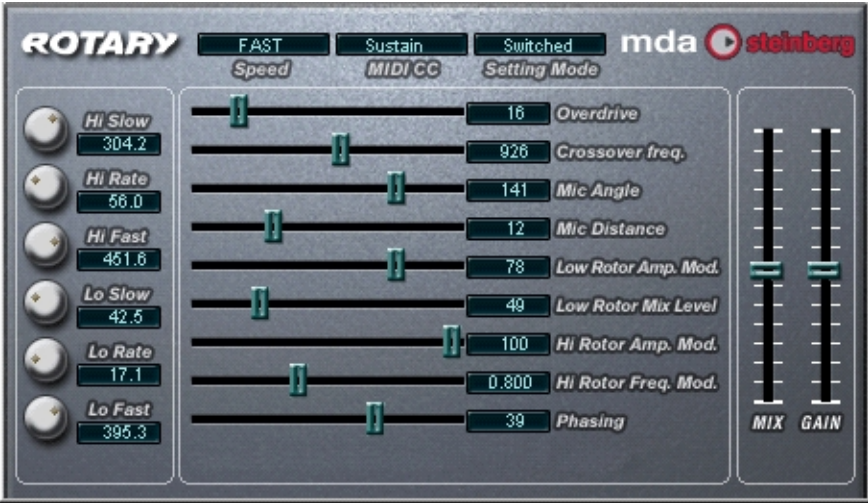 ROTARY
FAST Sustain Switched mda steinberg
Speed MIDI CC Setting Mode
Hi Slow
304.2
Hi Rate
56.0
Hi Fast
451.6
Lo Slow
42.5
Lo Rate
17.1
Lo Fast
395.3
16 Overdrive
926 Crossover freq.
141 Mic Angle
12 Mic Distance
78 Low Rotor Amp. Mod.
49 Low Rotor Mix Level
100 Hi Rotor Amp. Mod.
0.800 Hi Rotor Freq. Mod.
39 Phasing
MIX GAIN